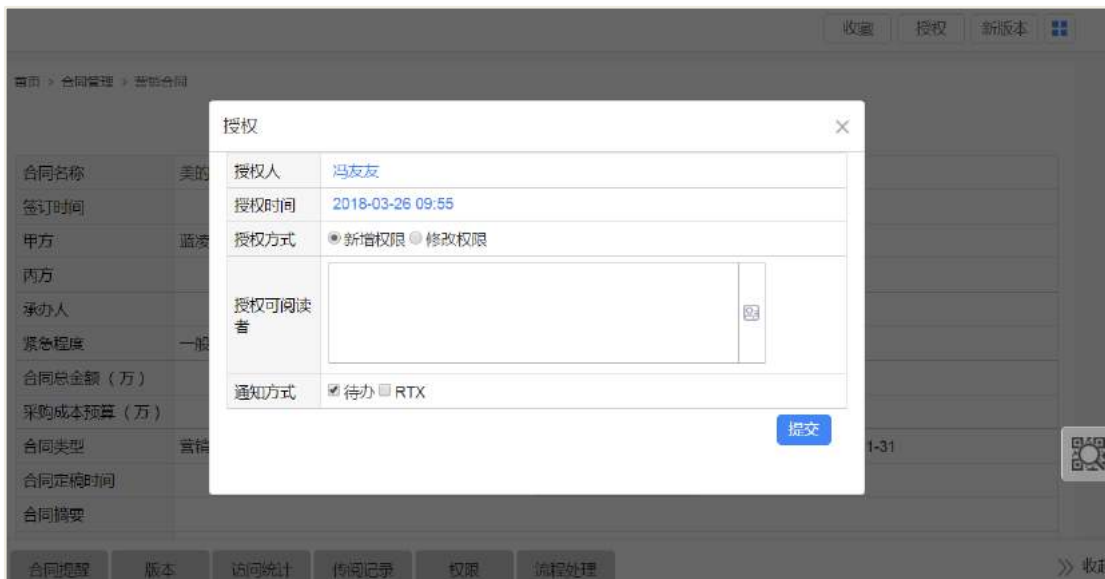 收藏 授权 新版本
首页 > 合同管理 > 营销合同
授权
授权人 冯友友
授权时间 2018-03-26 09:55
授权方式 新增权限 修改权限
授权可阅读
者
通知方式 待办 RTX
提交
合同名称 美的
签订时间
甲方 蓝凌
丙方
承办人
紧急程度 一般
合同总金额（万）
采购成本预算（万）
合同类型 营销 1-31
合同定稿时间
合同摘要
合同提醒 版本 访问统计 传阅记录 权限 流程处理
收起